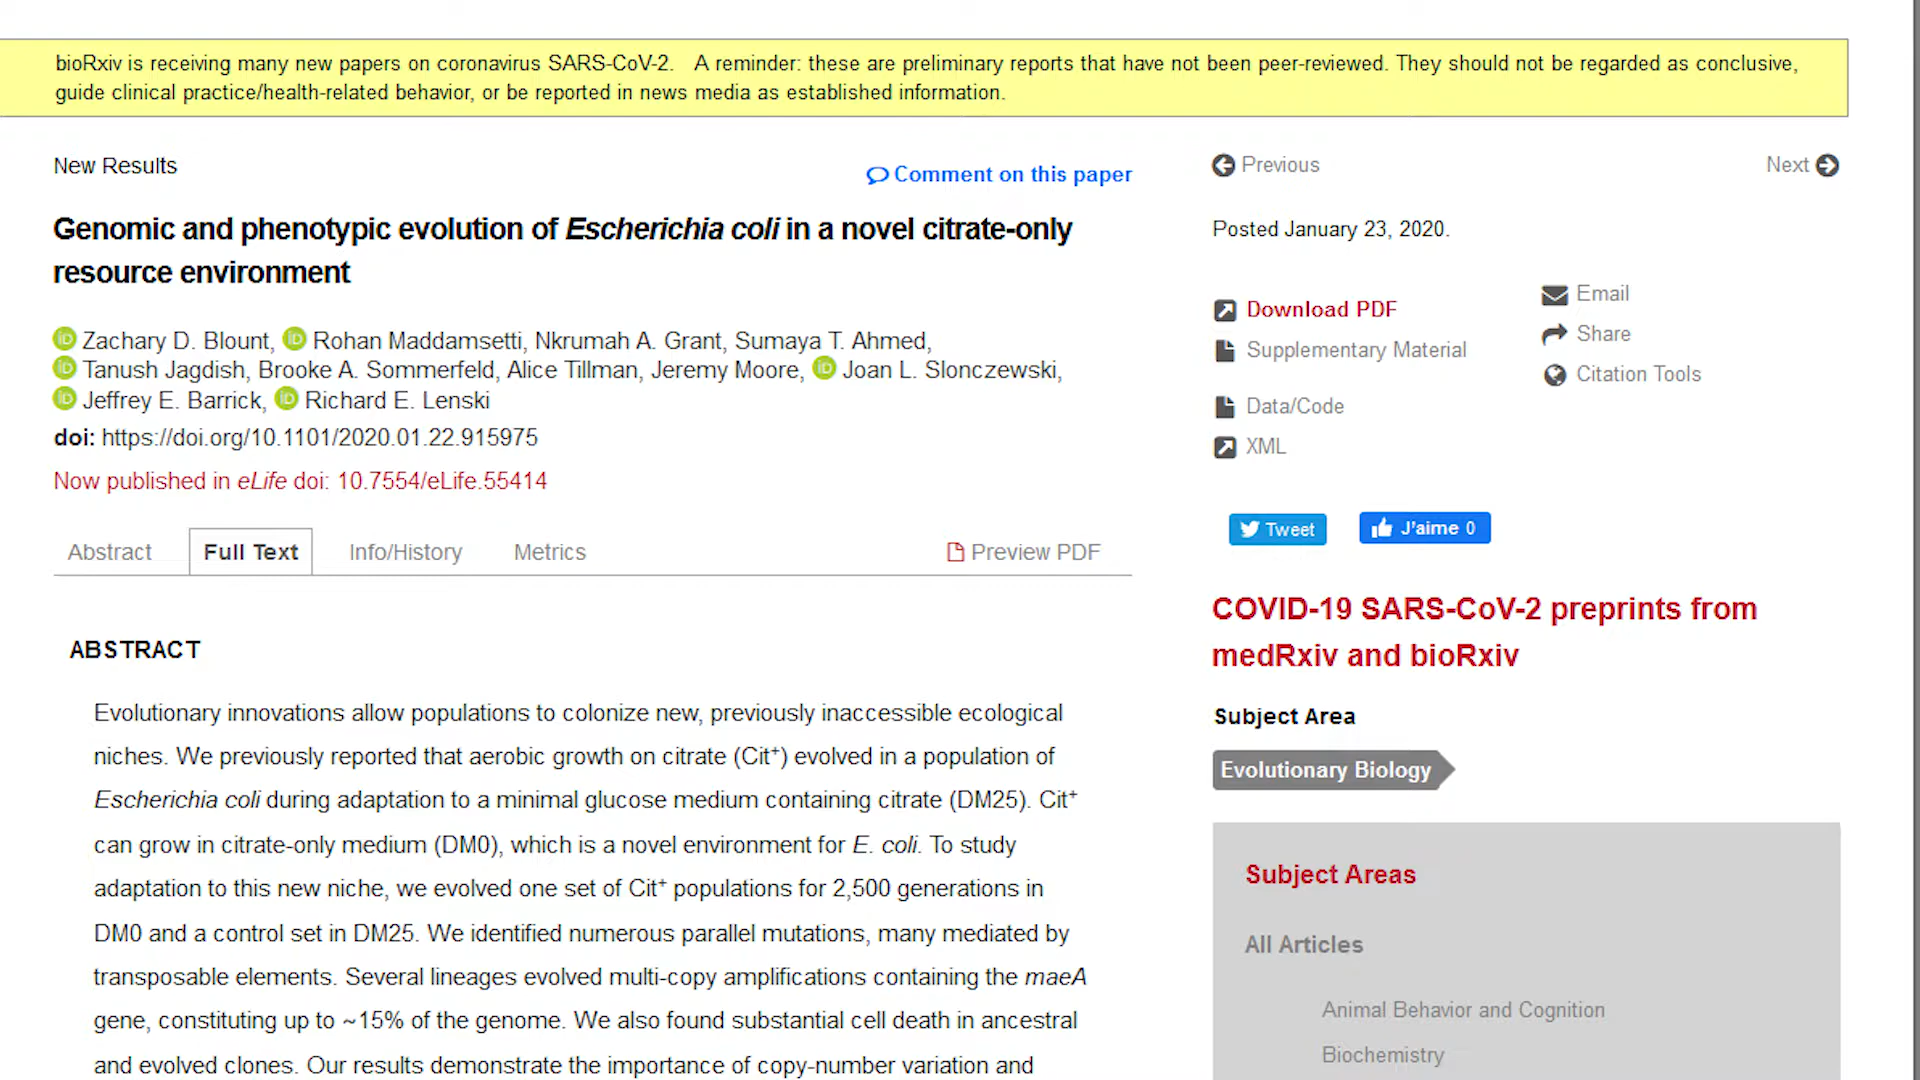 bioRxiv is receiving many new papers on coronavirus SARS-CoV-2. A reminder: these are preliminary reports that have not been peer-reviewed. They should not be regarded as conclusive,
guide clinical practice/health-related behavior, or be reported in news media as established information.
New Results
Comment on this paper
Genomic and phenotypic evolution of Escherichia coli in a novel citrate-only
resource environment
iD Zachary D. Blount, iD Rohan Maddamsetti, Nkrumah A. Grant, Sumaya T. Ahmed,
iD Tanush Jagdish, Brooke A. Sommerfeld, Alice Tillman, Jeremy Moore, iD Joan L. Slonczewski,
iD Jeffrey E. Barrick, iD Richard E. Lenski
doi: https://doi.org/10.1101/2020.01.22.915975
Now published in eLife doi: 10.7554/eLife.55414
Abstract Full Text Info/History Metrics Preview PDF
ABSTRACT
Evolutionary innovations allow populations to colonize new, previously inaccessible ecological
niches. We previously reported that aerobic growth on citrate (Cit⁺) evolved in a population of
Escherichia coli during adaptation to a minimal glucose medium containing citrate (DM25). Cit⁺
can grow in citrate-only medium (DM0), which is a novel environment for E. coli. To study
adaptation to this new niche, we evolved one set of Cit⁺ populations for 2,500 generations in
DM0 and a control set in DM25. We identified numerous parallel mutations, many mediated by
transposable elements. Several lineages evolved multi-copy amplifications containing the maeA
gene, constituting up to ~15% of the genome. We also found substantial cell death in ancestral
and evolved clones. Our results demonstrate the importance of copy-number variation and
Previous
Next
Posted January 23, 2020.
Download PDF
Supplementary Material
Data/Code
XML
Email
Share
Citation Tools
Tweet
J'aime 0
COVID-19 SARS-CoV-2 preprints from
medRxiv and bioRxiv
Subject Area
Evolutionary Biology
Subject Areas
All Articles
Animal Behavior and Cognition
Biochemistry